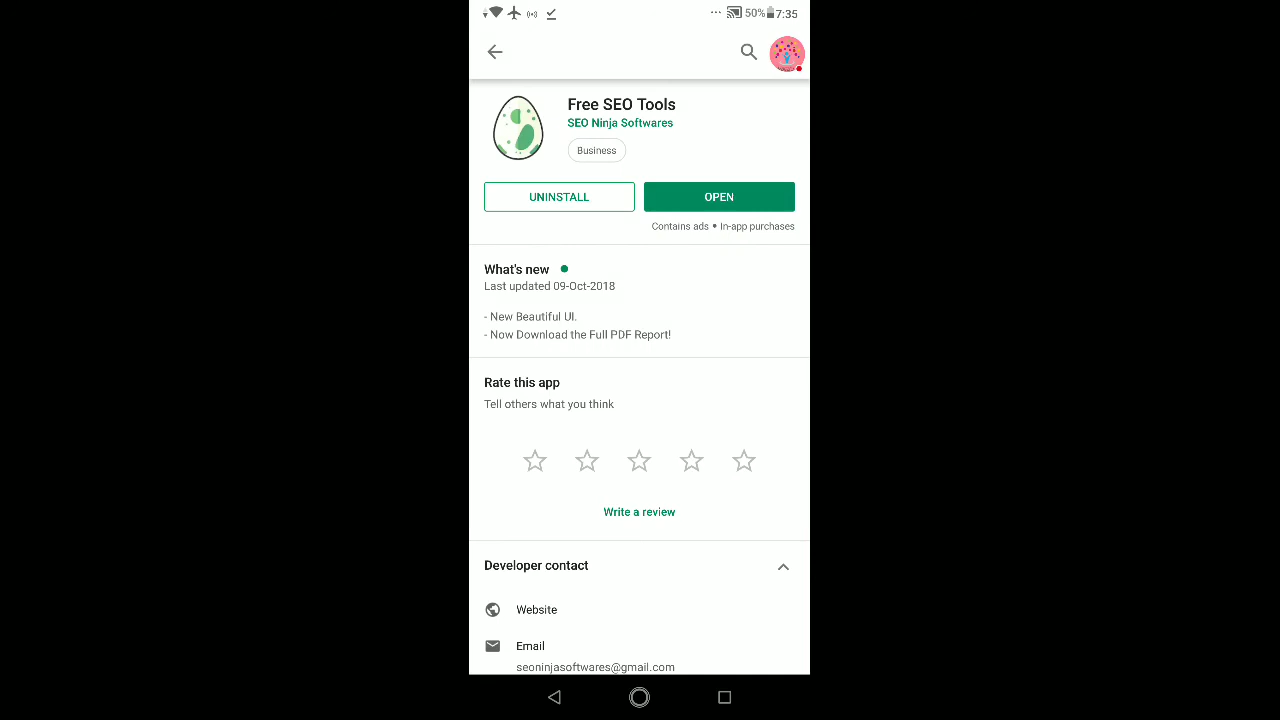 50% 7:35
Free SEO Tools
SEO Ninja Softwares
Business
UNINSTALL OPEN
Contains ads • In-app purchases
What's new
Last updated 09-Oct-2018
- New Beautiful UI.
- Now Download the Full PDF Report!
Rate this app
Tell others what you think
Write a review
Developer contact
Website
Email
seoninjasoftwares@gmail.com